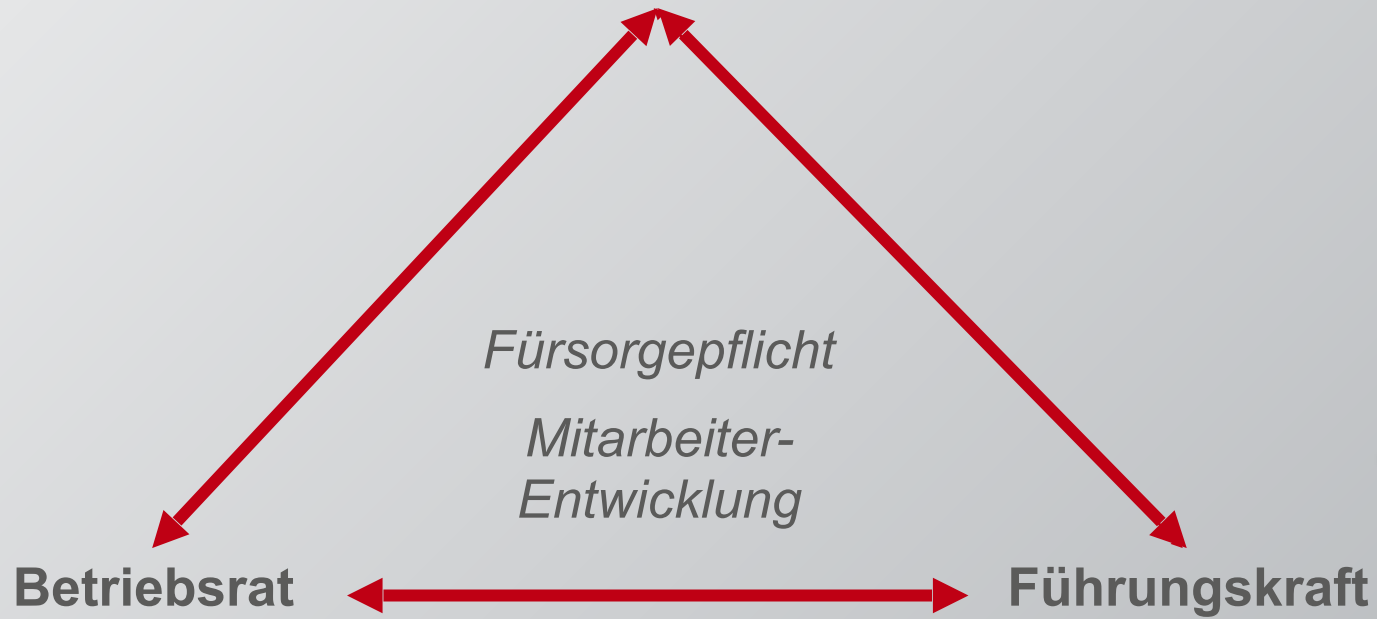 Fürsorgepflicht
Mitarbeiter-
Entwicklung
Betriebsrat
Führungskraft